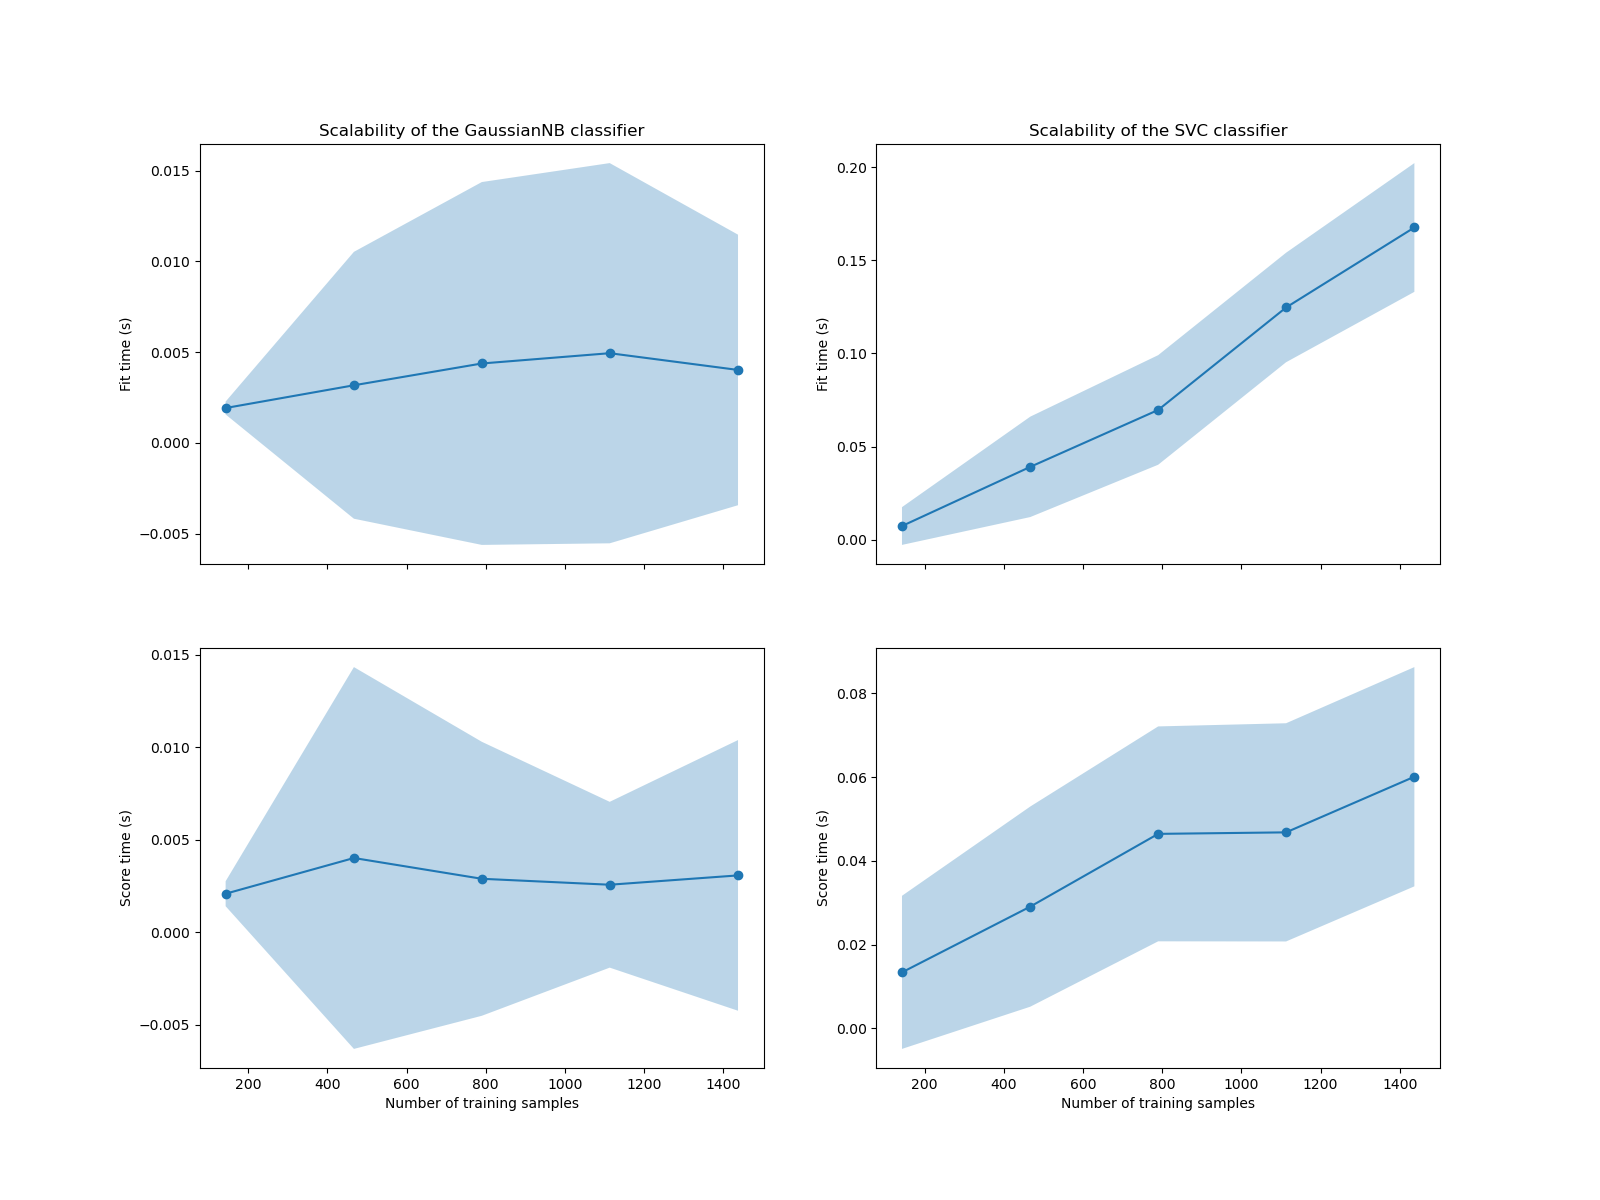 Scalability of the GaussianNB classifier
0.015
0.010
0.005
0.000
−0.005
Fit time (s)
Scalability of the SVC classifier
0.20
0.15
0.10
0.05
0.00
Fit time (s)
0.015
0.010
0.005
0.000
−0.005
Score time (s)
200 400 600 800 1000 1200 1400
Number of training samples
0.08
0.06
0.04
0.02
0.00
Score time (s)
200 400 600 800 1000 1200 1400
Number of training samples